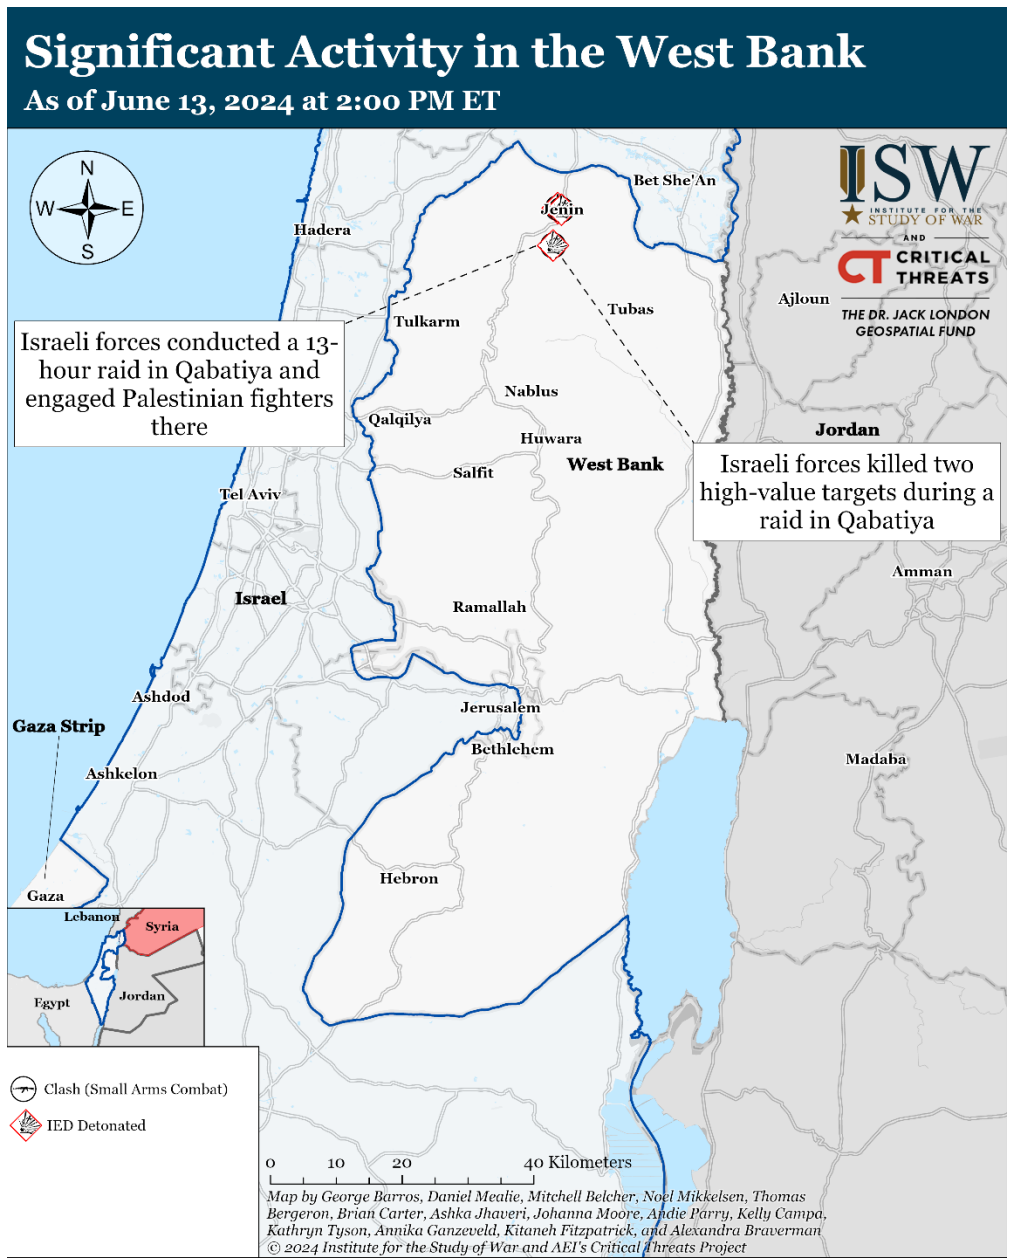 Significant Activity in the West Bank
As of June 13, 2024 at 2:00 PM ET
N
W
E
S
ISW
INSTITUTE FOR THE
STUDY OF WAR
AND
CT
CRITICAL
THREATS
THE DR. JACK LONDON
GEOSPATIAL FUND
Bet She'An
Jenin
Hadera
Ajloun
Tubas
Tulkarm
Israeli forces conducted a 13-
hour raid in Qabatiya and
engaged Palestinian fighters
there
Nablus
Qalqilya
Jordan
Huwara
West Bank
Salfit
Israeli forces killed two
high-value targets during a
raid in Qabatiya
Tel Aviv
Amman
Israel
Ramallah
Ashdod
Jerusalem
Gaza Strip
Bethlehem
Madaba
Ashkelon
Hebron
Gaza
Lebanon
Syria
Egypt
Jordan
Clash (Small Arms Combat)
IED Detonated
0 10 20 40 Kilometers
Map by George Barros, Daniel Mealie, Mitchell Belcher, Noel Mikkelsen, Thomas
Bergeron, Brian Carter, Ashka Jhaveri, Johanna Moore, Andie Parry, Kelly Campa,
Kathryn Tyson, Annika Ganzeveld, Kitaneh Fitzpatrick, and Alexandra Braverman
© 2024 Institute for the Study of War and AEI's Critical Threats Project